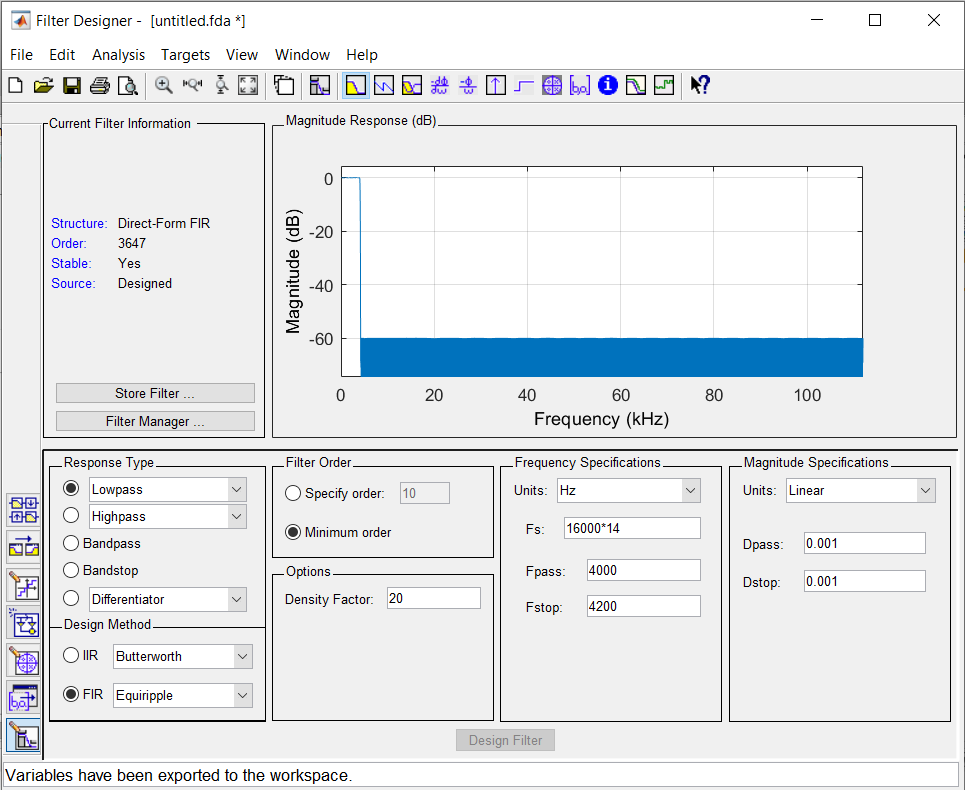 Filter Designer - [untitled.fda *]
File Edit Analysis Targets View Window Help
Current Filter Information
Structure: Direct-Form FIR
Order: 3647
Stable: Yes
Source: Designed
Store Filter ...
Filter Manager ...
Magnitude Response (dB)
Magnitude (dB)
0
-20
-40
-60
0 20 40 60 80 100
Frequency (kHz)
Response Type
Lowpass
Highpass
Bandpass
Bandstop
Differentiator
Design Method
IIR Butterworth
FIR Equiripple
Filter Order
Specify order: 10
Minimum order
Options
Density Factor: 20
Frequency Specifications
Units: Hz
Fs: 16000*14
Fpass: 4000
Fstop: 4200
Magnitude Specifications
Units: Linear
Dpass: 0.001
Dstop: 0.001
Design Filter
Variables have been exported to the workspace.